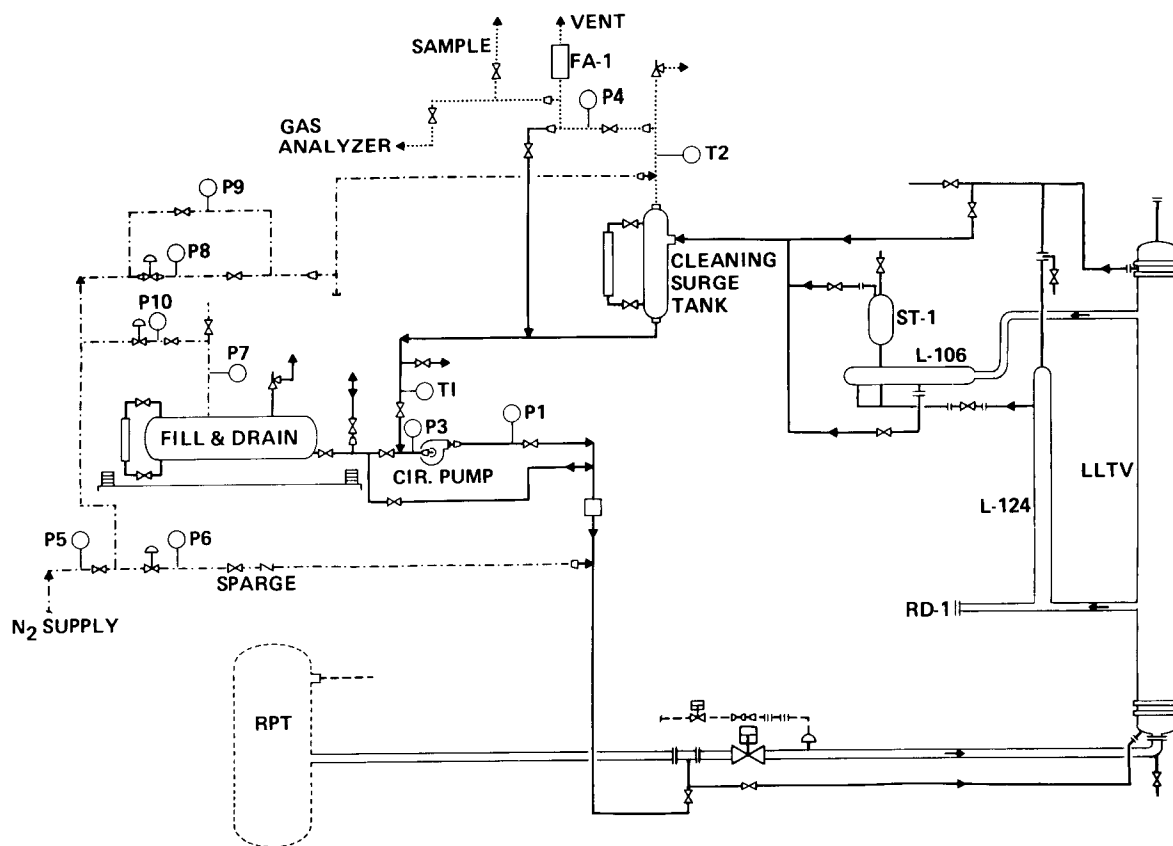 VENT
SAMPLE
FA-1
P4
GAS
ANALYZER
T2
P9
P8
CLEANING
SURGE
TANK
P10
ST-1
P7
L-106
T1
P3
P1
FILL & DRAIN
CIR. PUMP
LLTV
L-124
P5
P6
SPARGE
RD-1
N₂ SUPPLY
RPT